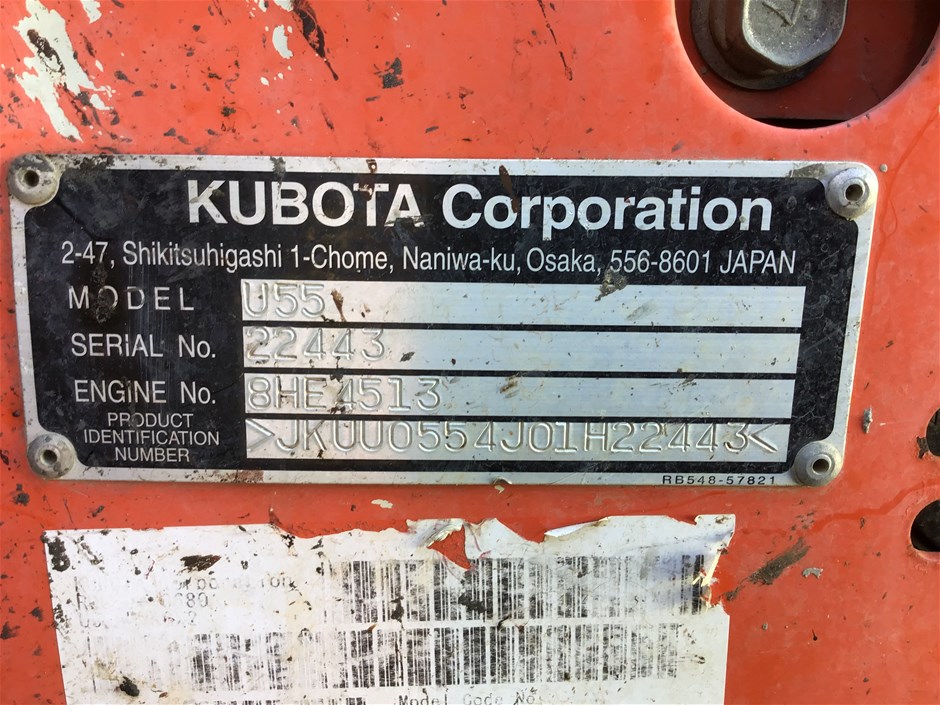 KUBOTA Corporation
2-47, Shikitsuhigashi 1-Chome, Naniwa-ku, Osaka, 556-8601 JAPAN
MODEL U55
SERIAL No. 22443
ENGINE No. 8HE4513
PRODUCT
IDENTIFICATION
NUMBER
>JKUU0554J01H22443<
RB548-57821
Model Code No